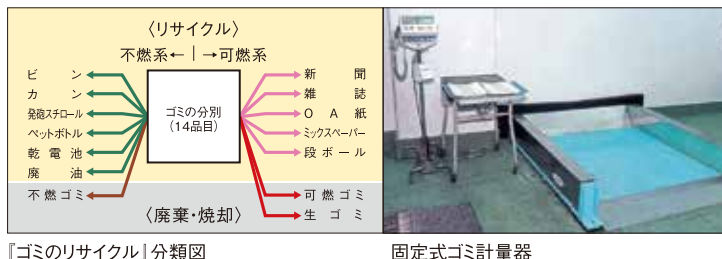 〈リサイクル〉
不燃系←│→可燃系
ビン
カン
発泡スチロール
ペットボトル
乾電池
廃油
不燃ゴミ
ゴミの分別
(14品目)
新聞
雑誌
OA紙
ミックスペーパー
段ボール
可燃ゴミ
生ゴミ
〈廃棄・焼却〉
『ゴミのリサイクル』分類図
固定式ゴミ計量器